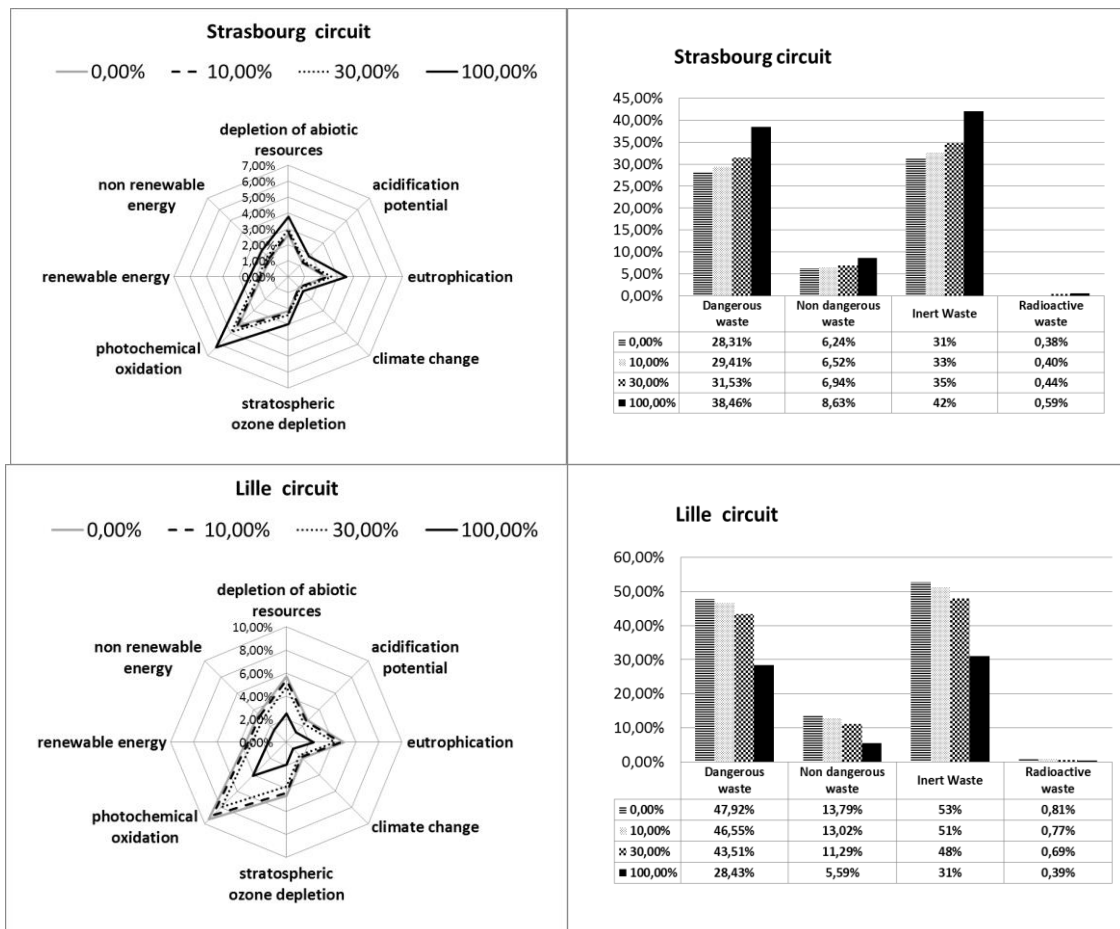 Strasbourg circuit
0,00% 10,00% 30,00% 100,00%
depletion of abiotic
resources
7,00%
6,00%
5,00%
4,00%
3,00%
2,00%
1,00%
0,00%
non renewable
energy
acidification
potential
renewable energy
eutrophication
photochemical
oxidation
climate change
stratospheric
ozone depletion
Strasbourg circuit
45,00%
40,00%
35,00%
30,00%
25,00%
20,00%
15,00%
10,00%
5,00%
0,00%
Dangerous waste Non dangerous waste Inert Waste Radioactive waste
0,00% 28,31% 6,24% 31% 0,38%
10,00% 29,41% 6,52% 33% 0,40%
30,00% 31,53% 6,94% 35% 0,44%
100,00% 38,46% 8,63% 42% 0,59%
Lille circuit
0,00% 10,00% 30,00% 100,00%
depletion of abiotic
resources
10,00%
8,00%
6,00%
4,00%
2,00%
0,00%
non renewable
energy
acidification
potential
renewable energy
eutrophication
photochemical
oxidation
climate change
stratospheric
ozone depletion
Lille circuit
60,00%
50,00%
40,00%
30,00%
20,00%
10,00%
0,00%
Dangerous waste Non dangerous waste Inert Waste Radioactive waste
0,00% 47,92% 13,79% 53% 0,81%
10,00% 46,55% 13,02% 51% 0,77%
30,00% 43,51% 11,29% 48% 0,69%
100,00% 28,43% 5,59% 31% 0,39%